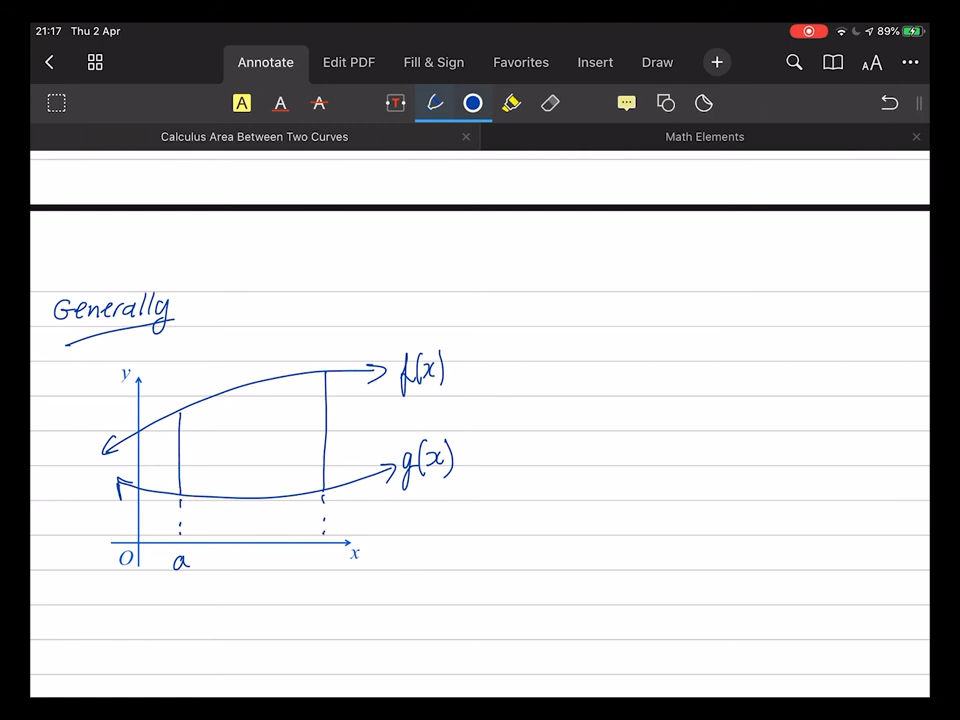 21:17 Thu 2 Apr 89%
Annotate Edit PDF Fill & Sign Favorites Insert Draw
A A A T AA
Calculus Area Between Two Curves Math Elements
Generally
y
f(x)
g(x)
O a x